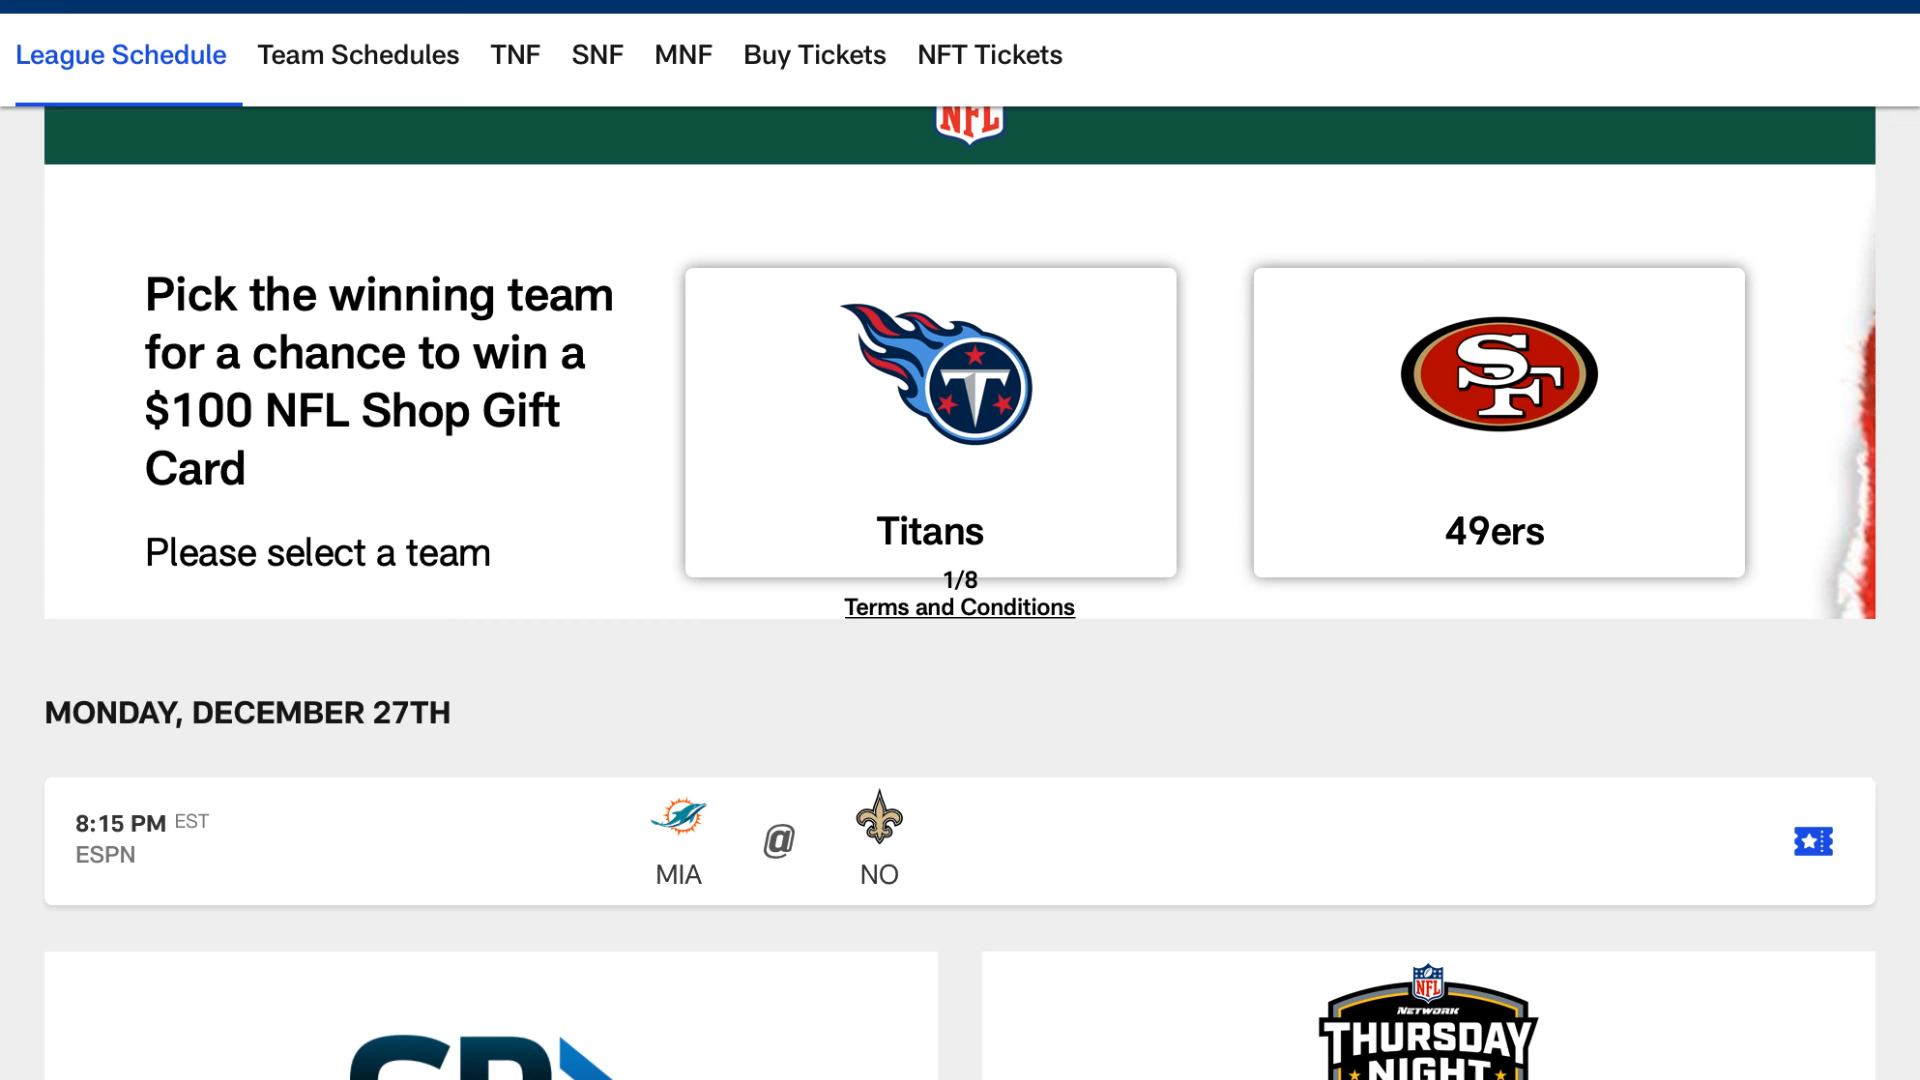 League Schedule Team Schedules TNF SNF MNF Buy Tickets NFT Tickets
NFL
Pick the winning team
for a chance to win a
$100 NFL Shop Gift
Card
Please select a team
T
Titans
SF
49ers
1/8
Terms and Conditions
MONDAY, DECEMBER 27TH
8:15 PM EST
ESPN
MIA
@
NO
NFL
NETWORK
THURSDAY
NIGHT